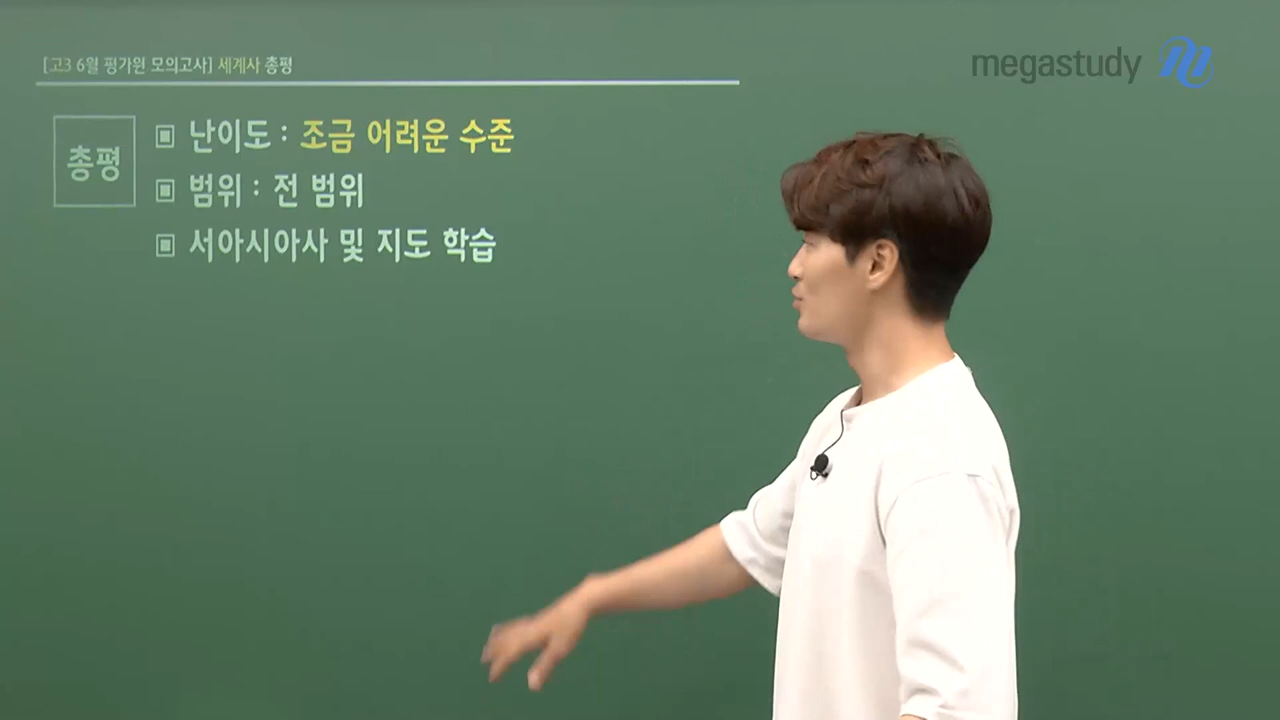 [고3 6월 평가원 모의고사] 세계사 총평
megastudy
총평
▣ 난이도 : 조금 어려운 수준
▣ 범위 : 전 범위
▣ 서아시아사 및 지도 학습